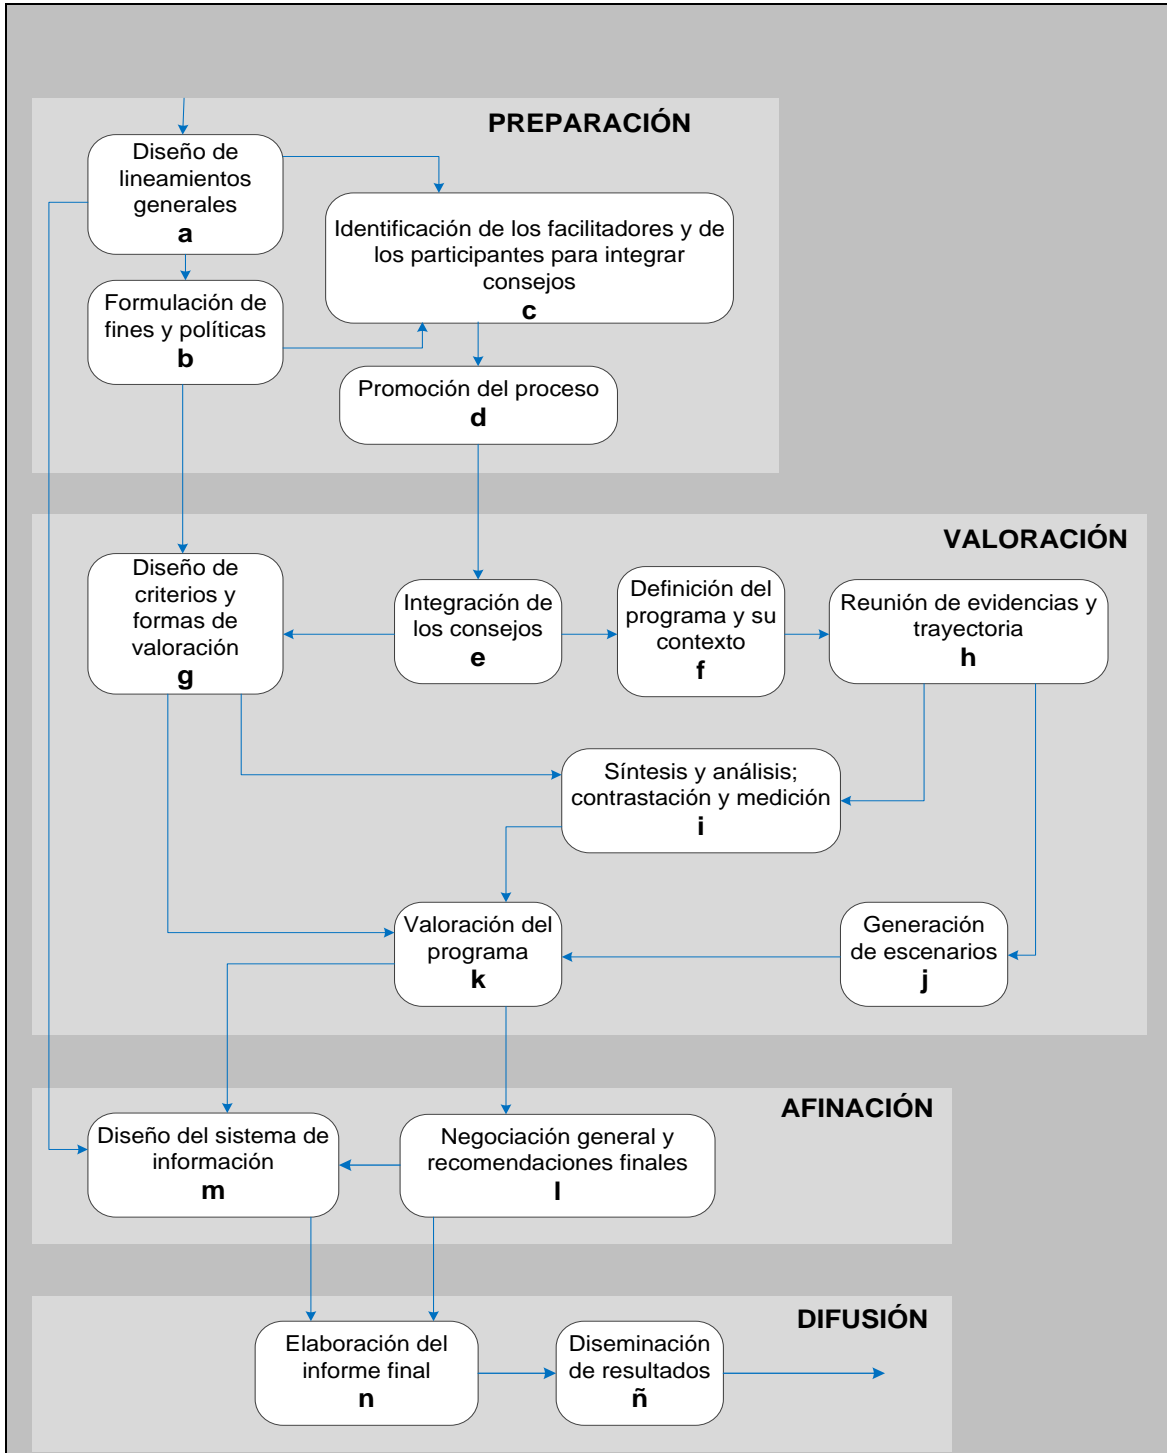 PREPARACIÓN
Diseño de
lineamientos
generales
a
Identificación de los facilitadores y de
los participantes para integrar
consejos
c
Formulación de
fines y políticas
b
Promoción del proceso
d
VALORACIÓN
Diseño de
criterios y
formas de
valoración
g
Integración de
los consejos
e
Definición del
programa y su
contexto
f
Reunión de evidencias y
trayectoria
h
Síntesis y análisis;
contrastación y medición
i
Valoración del
programa
k
Generación
de escenarios
j
AFINACIÓN
Diseño del sistema de
información
m
Negociación general y
recomendaciones finales
l
DIFUSIÓN
Elaboración del
informe final
n
Diseminación
de resultados
ñ